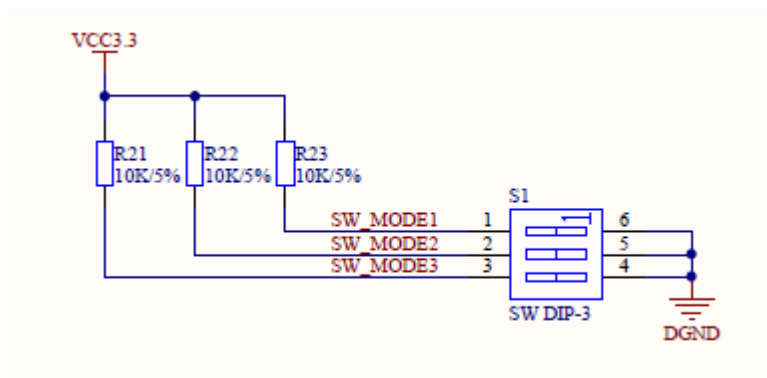 VCC3.3
R21 R22 R23
10K/5% 10K/5% 10K/5%
S1
SW_MODE1 1 1 6
SW_MODE2 2 5
SW_MODE3 3 4
SW DIP-3
DGND